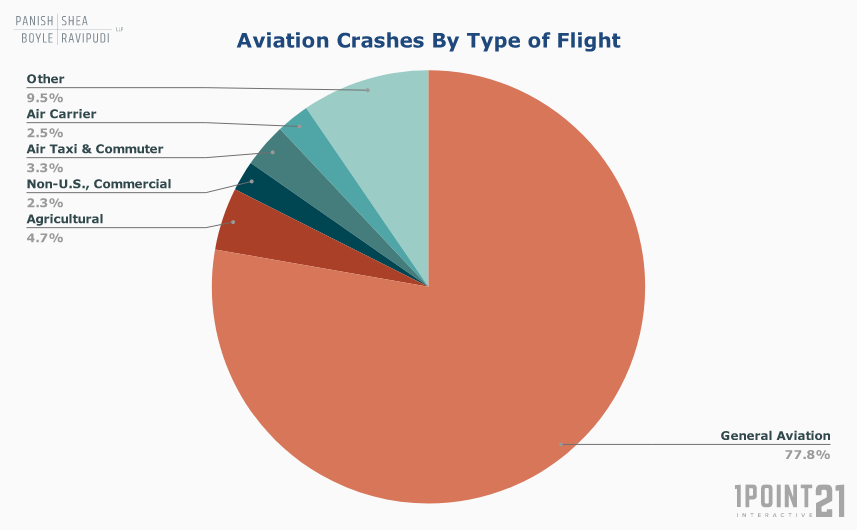 PANISH SHEA
BOYLE RAVIPUDI LLP
Aviation Crashes By Type of Flight
Other
9.5%
Air Carrier
2.5%
Air Taxi & Commuter
3.3%
Non-U.S., Commercial
2.3%
Agricultural
4.7%
General Aviation
77.8%
1POINT21
INTERACTIVE